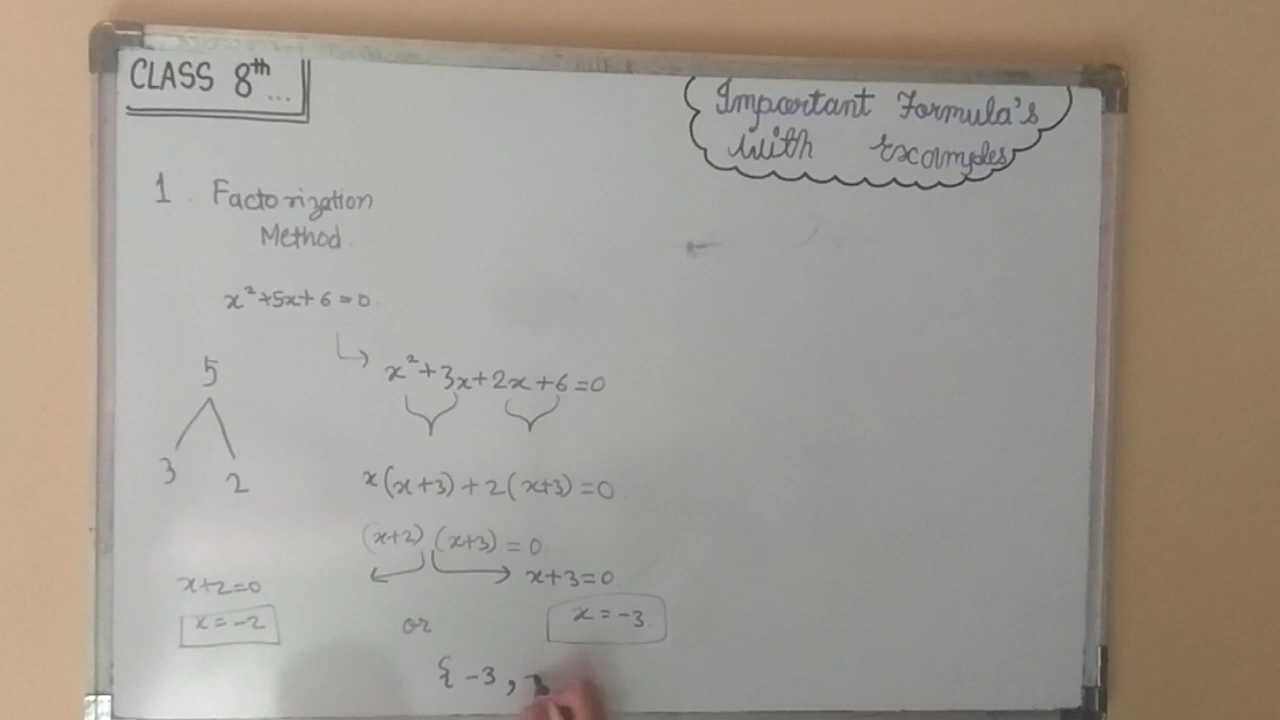 CLASS 8th ...
Important Formula's
with examples
1 Factorization
Method.
x²+5x+6=0
x²+3x+2x+6=0
5
3 2
x(x+3)+2(x+3)=0.
(x+2) (x+3) = 0.
x+2=0
x+3=0.
x = -2 or x = -3.
{ -3 ,